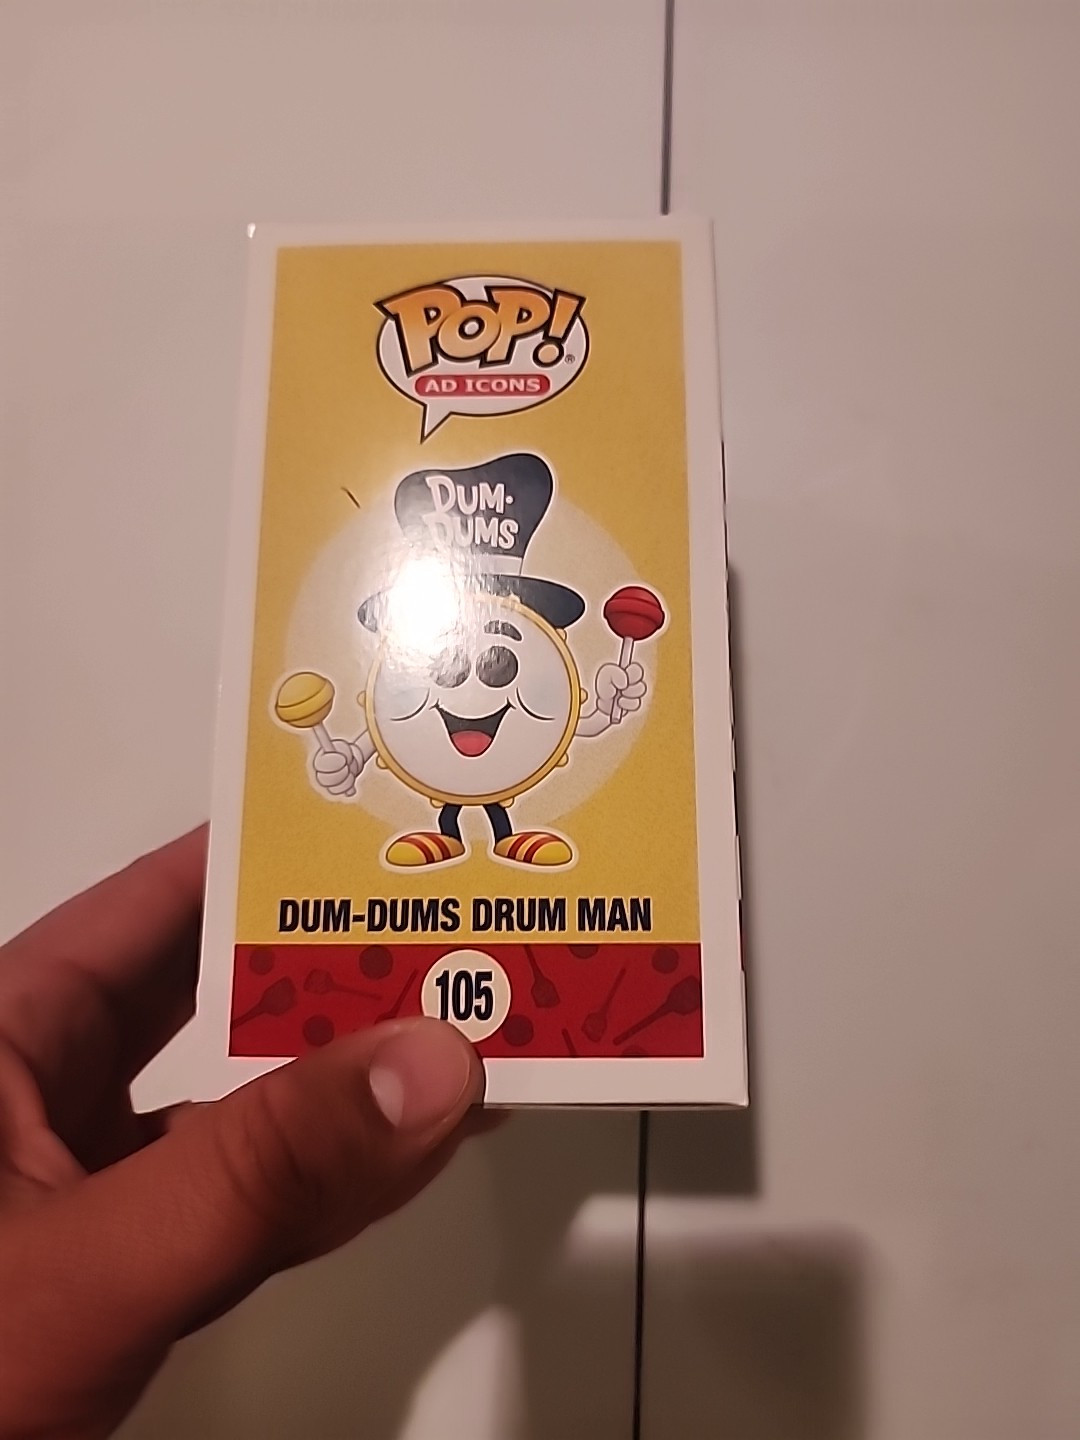 POP!®
AD ICONS
DUM-
DUMS
DUM-DUMS DRUM MAN
105